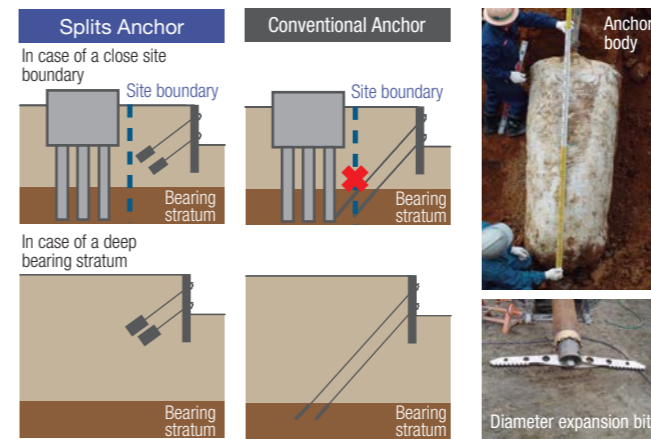 Splits Anchor
In case of a close site
boundary
Site boundary
Bearing
stratum
In case of a deep
bearing stratum
Bearing
stratum
Conventional Anchor
Site boundary
Bearing
stratum
Bearing
stratum
Anchor
body
Diameter expansion bit